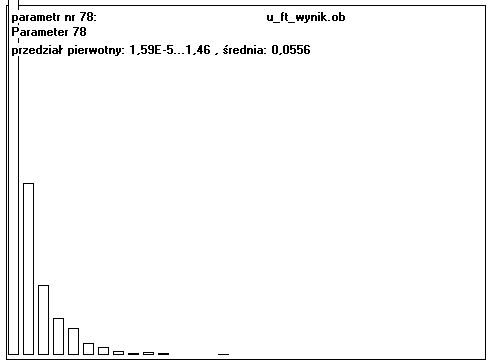 parametr nr 78: u_ft_wynik.ob
Parameter 78
przedział pierwotny: 1,59E-5...1,46 , średnia: 0,0556